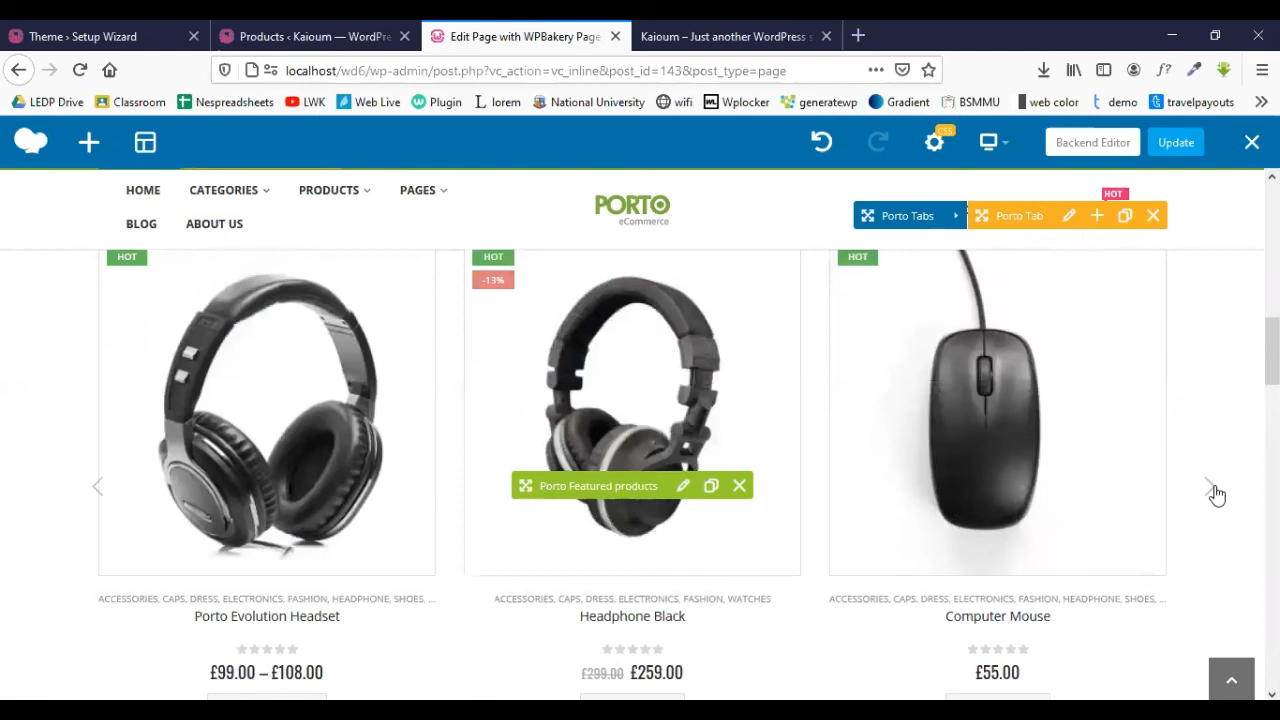 Theme › Setup Wizard
Products ‹ Kaioum — WordPre
Edit Page with WPBakery Page
Kaioum – Just another WordPress s
localhost/wd6/wp-admin/post.php?vc_action=vc_inline&post_id=143&post_type=page
LEDP Drive
Classroom
Nespreadsheets
LWK
Web Live
Plugin
lorem
National University
wifi
Wplocker
generatewp
Gradient
BSMMU
web color
demo
travelpayouts
CSS
Backend Editor
Update
HOME
CATEGORIES
PRODUCTS
PAGES
BLOG
ABOUT US
PORTO
eCommerce
HOT
Porto Tabs
Porto Tab
HOT
HOT
HOT
-13%
Porto Featured products
ACCESSORIES, CAPS, DRESS, ELECTRONICS, FASHION, HEADPHONE, SHOES, ...
Porto Evolution Headset
£99.00 – £108.00
ACCESSORIES, CAPS, DRESS, ELECTRONICS, FASHION, WATCHES
Headphone Black
£299.00 £259.00
ACCESSORIES, CAPS, DRESS, ELECTRONICS, FASHION, HEADPHONE, SHOES, ...
Computer Mouse
£55.00